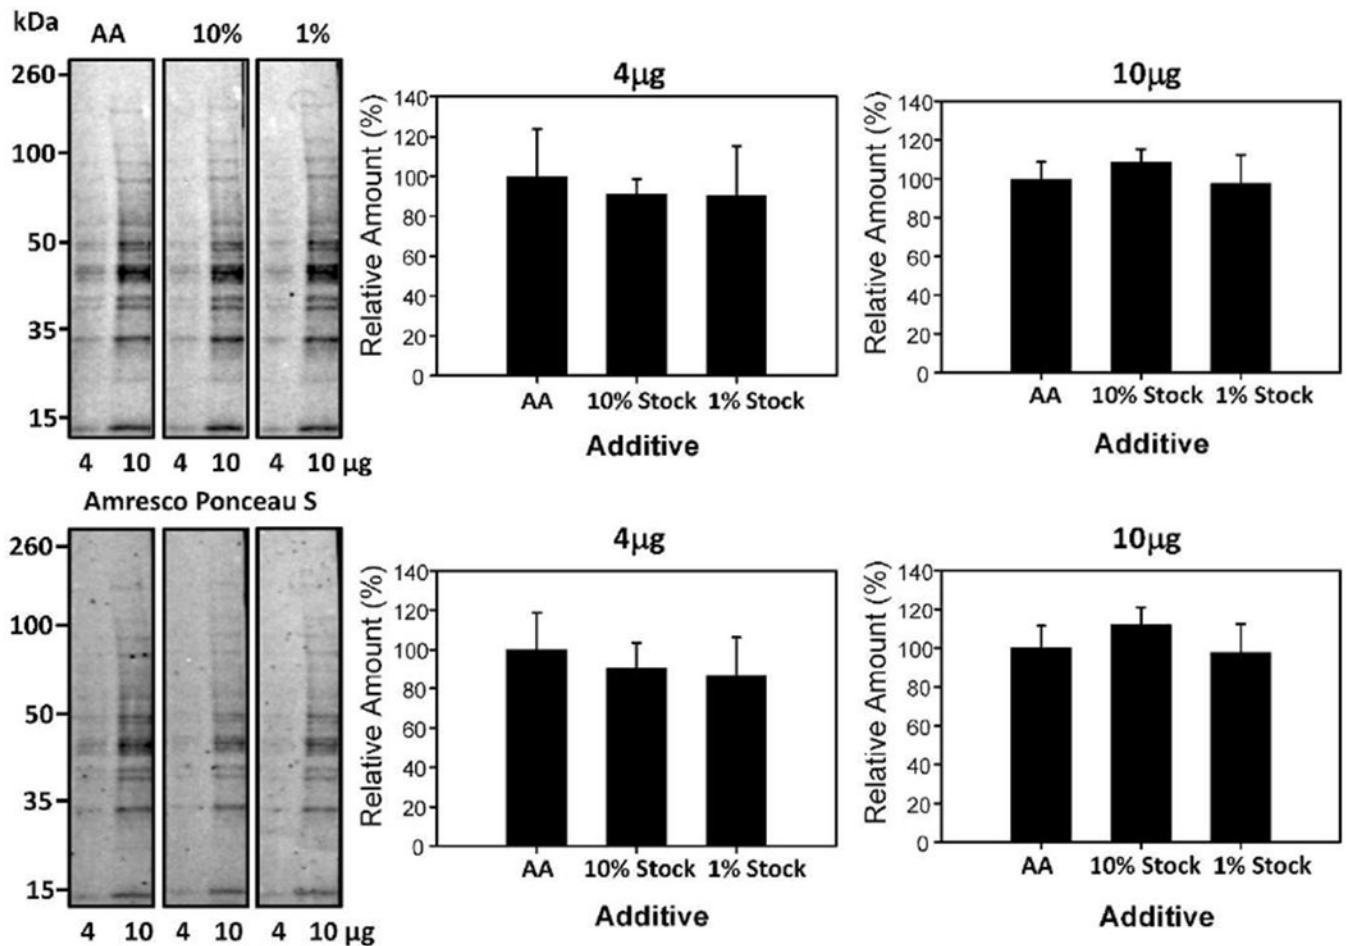 kDa
AA 10% 1%
260
100
50
35
15
4 10 4 10 4 10 µg
4µg
Relative Amount (%)
140
120
100
80
60
40
20
0
AA 10% Stock 1% Stock
Additive
10µg
Relative Amount (%)
140
120
100
80
60
40
20
0
AA 10% Stock 1% Stock
Additive
Amresco Ponceau S
260
100
50
35
15
4 10 4 10 4 10 µg
4µg
Relative Amount (%)
140
120
100
80
60
40
20
0
AA 10% Stock 1% Stock
Additive
10µg
Relative Amount (%)
140
120
100
80
60
40
20
0
AA 10% Stock 1% Stock
Additive